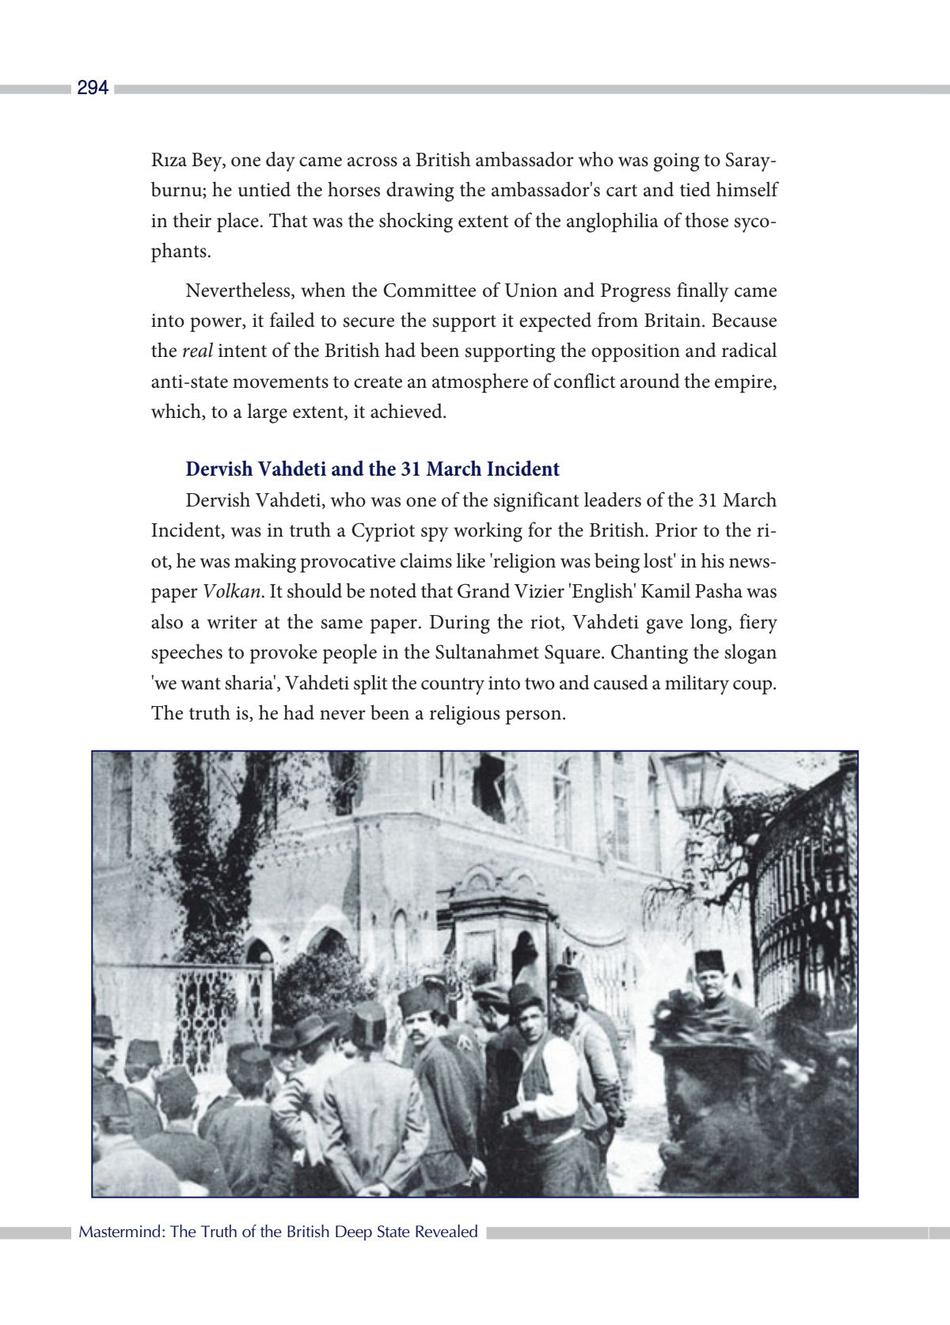 294
Rıza Bey, one day came across a British ambassador who was going to Saray-
burnu; he untied the horses drawing the ambassador's cart and tied himself
in their place. That was the shocking extent of the anglophilia of those syco-
phants.
Nevertheless, when the Committee of Union and Progress finally came
into power, it failed to secure the support it expected from Britain. Because
the real intent of the British had been supporting the opposition and radical
anti-state movements to create an atmosphere of conflict around the empire,
which, to a large extent, it achieved.
Dervish Vahdeti and the 31 March Incident
Dervish Vahdeti, who was one of the significant leaders of the 31 March
Incident, was in truth a Cypriot spy working for the British. Prior to the ri-
ot, he was making provocative claims like 'religion was being lost' in his news-
paper Volkan. It should be noted that Grand Vizier 'English' Kamil Pasha was
also a writer at the same paper. During the riot, Vahdeti gave long, fiery
speeches to provoke people in the Sultanahmet Square. Chanting the slogan
'we want sharia', Vahdeti split the country into two and caused a military coup.
The truth is, he had never been a religious person.
Mastermind: The Truth of the British Deep State Revealed